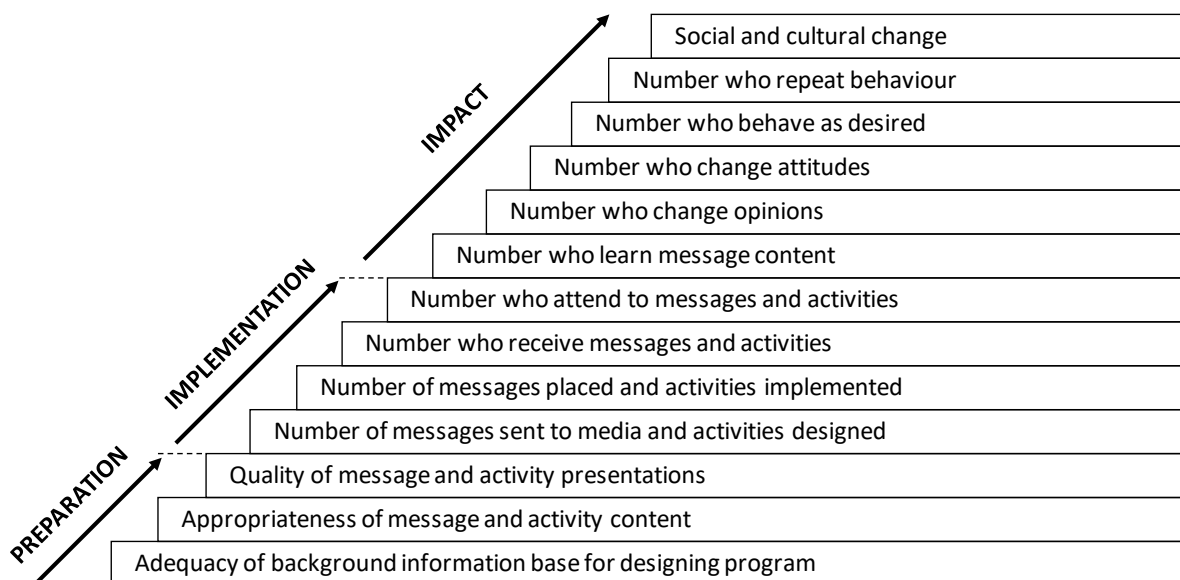 Social and cultural change
Number who repeat behaviour
IMPACT
Number who behave as desired
Number who change attitudes
Number who change opinions
Number who learn message content
IMPLEMENTATION
Number who attend to messages and activities
Number who receive messages and activities
Number of messages placed and activities implemented
Number of messages sent to media and activities designed
PREPARATION
Quality of message and activity presentations
Appropriateness of message and activity content
Adequacy of background information base for designing program